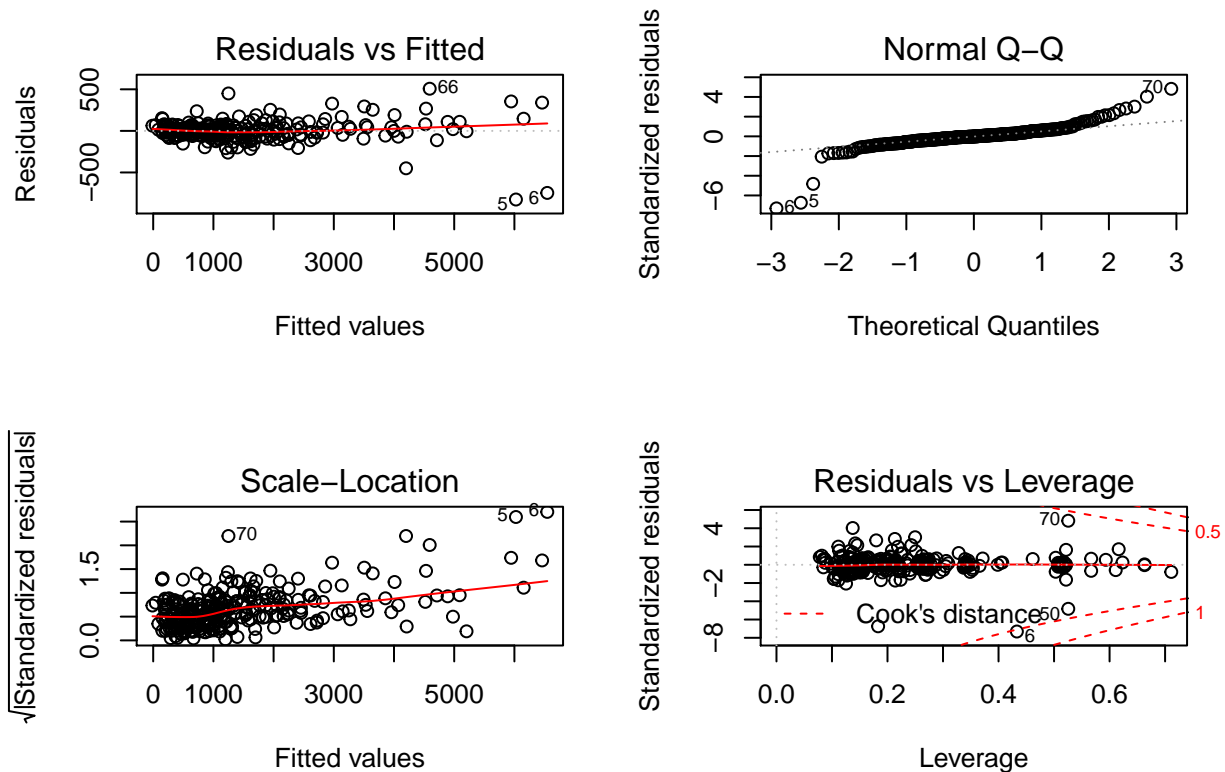 Residuals vs Fitted
Residuals
500
−500
66
5
6
0 1000 3000 5000
Fitted values
Normal Q−Q
Standardized residuals
4
0
−6
70
6
5
−3 −2 −1 0 1 2 3
Theoretical Quantiles
Scale−Location
√|Standardized residuals|
1.5
0.0
70
5
6
0 1000 3000 5000
Fitted values
Residuals vs Leverage
Standardized residuals
4
−2
−8
70
50
6
0.5
1
Cook's distance
0.0 0.2 0.4 0.6
Leverage